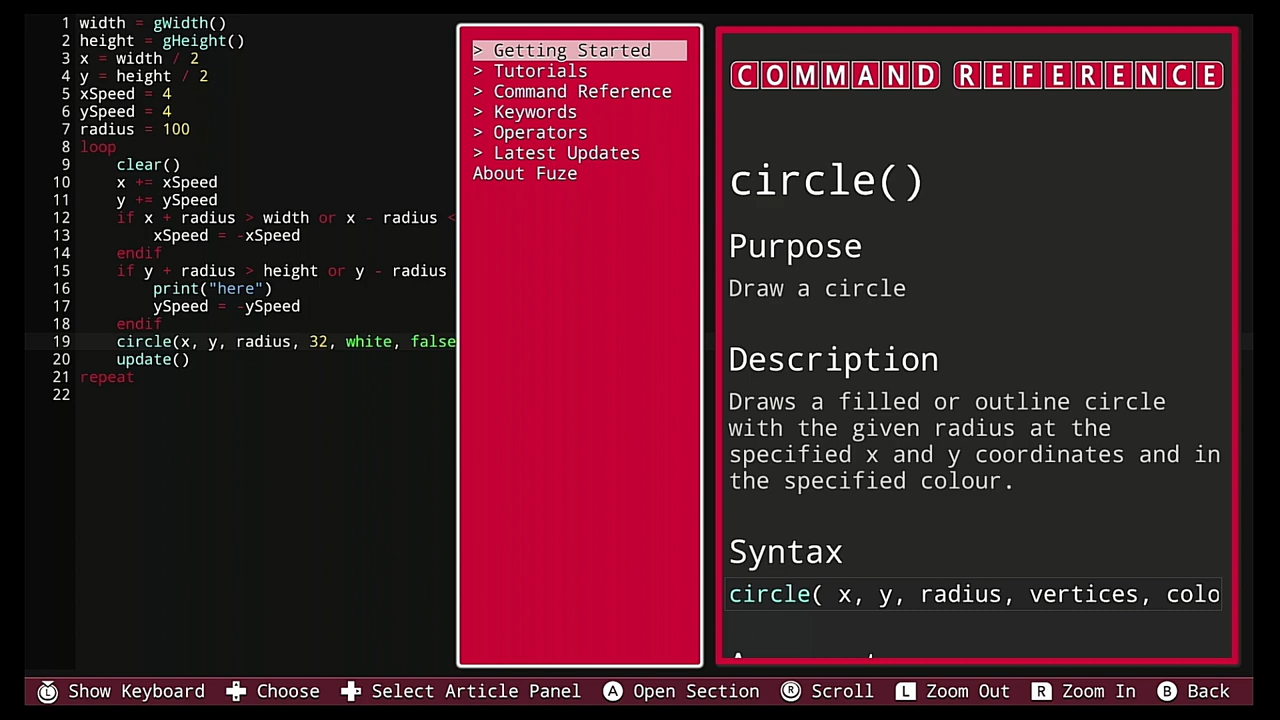 1 width = gWidth()
2 height = gHeight()
3 x = width / 2
4 y = height / 2
5 xSpeed = 4
6 ySpeed = 4
7 radius = 100
8 loop
9 clear()
10 x += xSpeed
11 y += ySpeed
12 if x + radius > width or x - radius <
13 xSpeed = -xSpeed
14 endif
15 if y + radius > height or y - radius
16 print("here")
17 ySpeed = -ySpeed
18 endif
19 circle(x, y, radius, 32, white, false
20 update()
21 repeat
22
> Getting Started
> Tutorials
> Command Reference
> Keywords
> Operators
> Latest Updates
About Fuze
COMMAND REFERENCE
circle()
Purpose
Draw a circle
Description
Draws a filled or outline circle
with the given radius at the
specified x and y coordinates and in
the specified colour.
Syntax
circle( x, y, radius, vertices, colo
L Show Keyboard Choose Select Article Panel A Open Section R Scroll L Zoom Out R Zoom In B Back